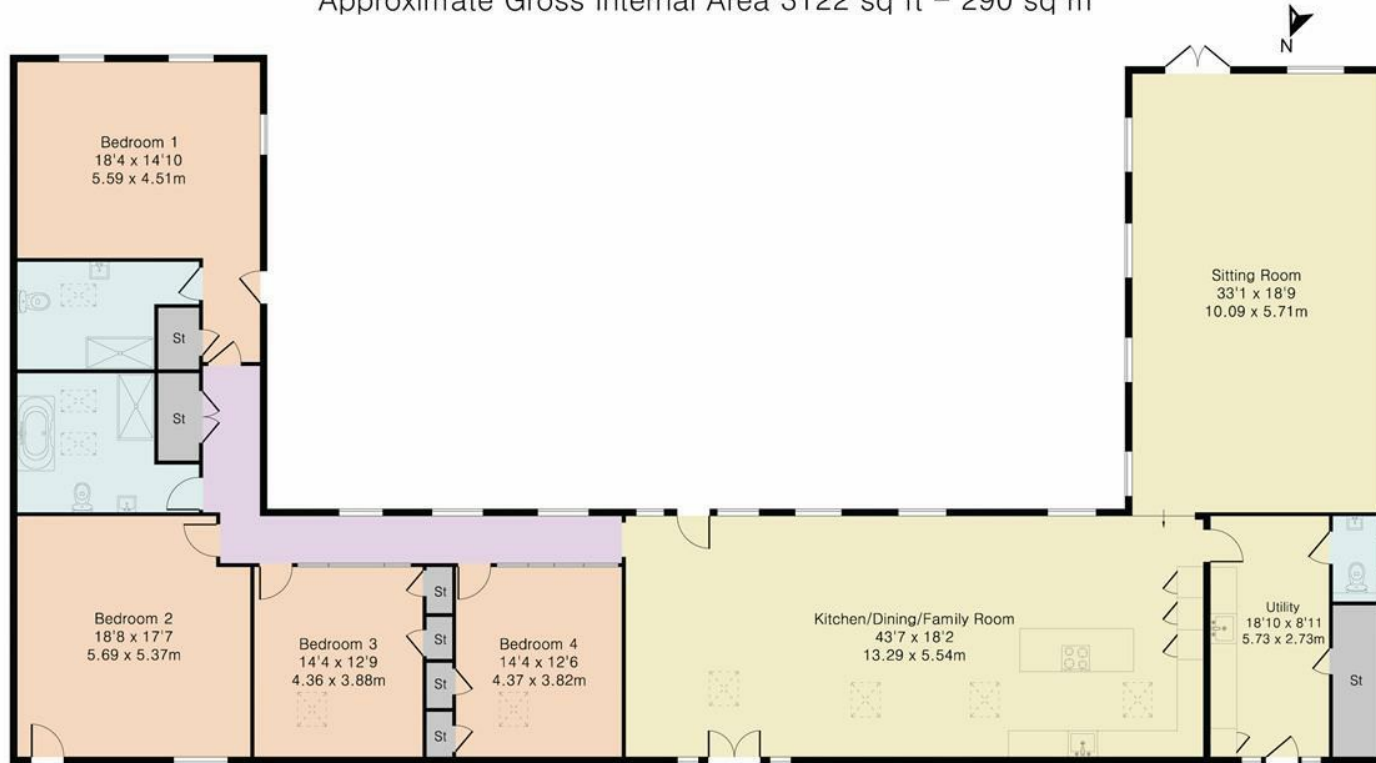 Approximate Gross Internal Area 3122 sq ft - 290 sq m
N
Bedroom 1
18'4 x 14'10
5.59 x 4.51m
St
St
Sitting Room
33'1 x 18'9
10.09 x 5.71m
Bedroom 2
18'8 x 17'7
5.69 x 5.37m
Bedroom 3
14'4 x 12'9
4.36 x 3.88m
St
St
St
St
Bedroom 4
14'4 x 12'6
4.37 x 3.82m
Kitchen/Dining/Family Room
43'7 x 18'2
13.29 x 5.54m
Utility
18'10 x 8'11
5.73 x 2.73m
St